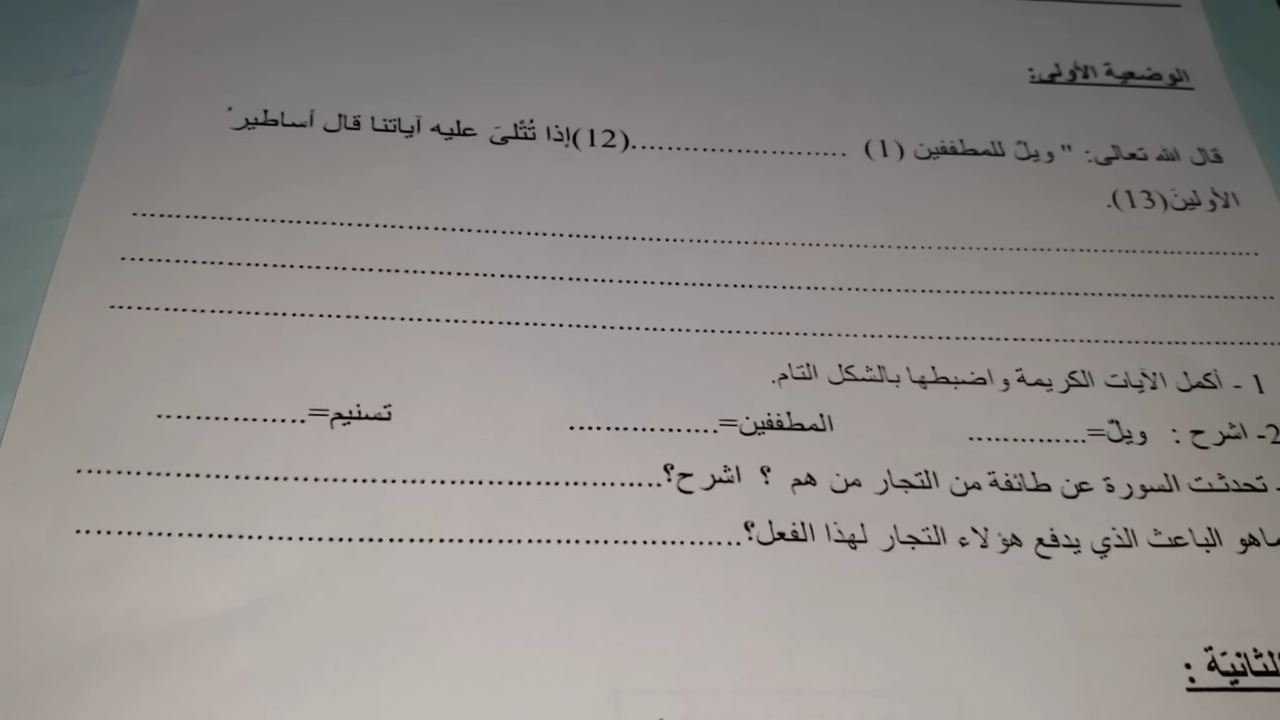 الوضعية الأولى:
قال الله تعالى: " ويلٌ للمطففين (1) ........................(12)إذا تُتْلىَ عليه آياتنا قال أساطيرُ
الأولينَ(13).
1 - أكمل الآيات الكريمة و اضبطها بالشكل التام.
2- اشرح : ويلٌ=.............. المطففين=................ تسنيم=................
- تحدثت السورة عن طائفة من التجار من هم ؟ اشرح؟................................
ماهو الباعث الذي يدفع هؤلاء التجار لهذا الفعل؟................................
الثانيَة :